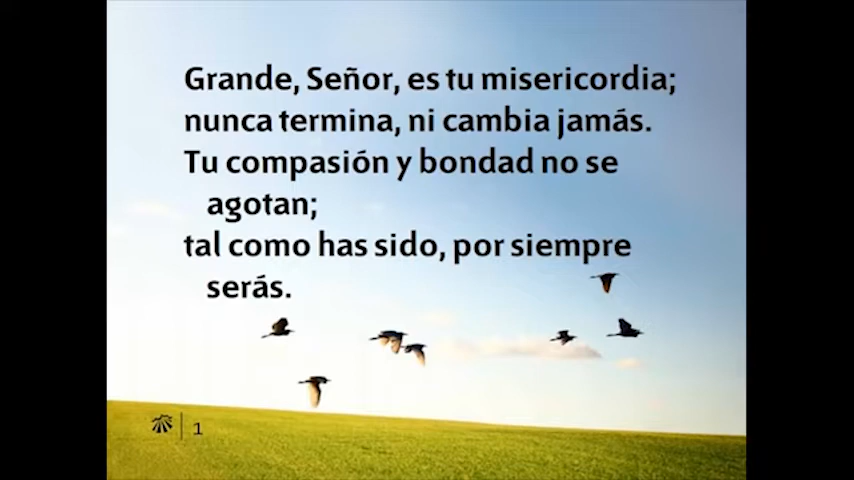 Grande, Señor, es tu misericordia;
nunca termina, ni cambia jamás.
Tu compasión y bondad no se
agotan;
tal como has sido, por siempre
serás.
1